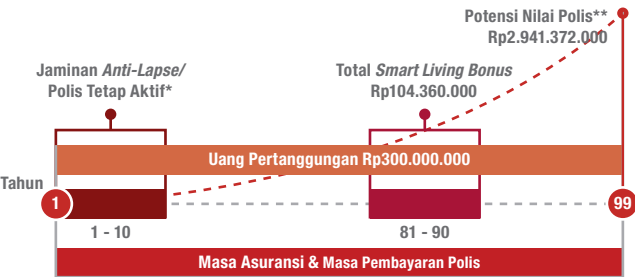 Potensi Nilai Polis**
Rp2.941.372.000
Jaminan Anti-Lapse/
Polis Tetap Aktif*
Total Smart Living Bonus
Rp104.360.000
Uang Pertanggungan Rp300.000.000
Tahun
1
99
1 - 10
81 - 90
Masa Asuransi & Masa Pembayaran Polis